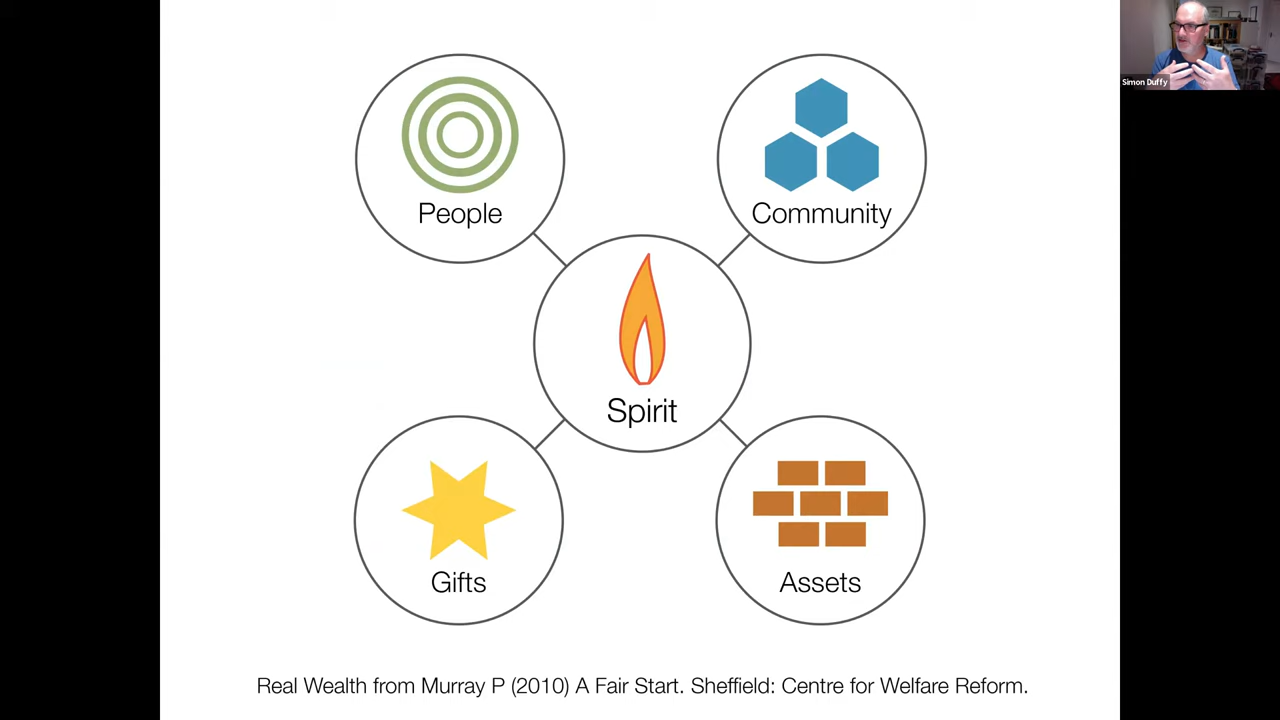 Simon Duffy
People
Community
Spirit
Gifts
Assets
Real Wealth from Murray P (2010) A Fair Start. Sheffield: Centre for Welfare Reform.